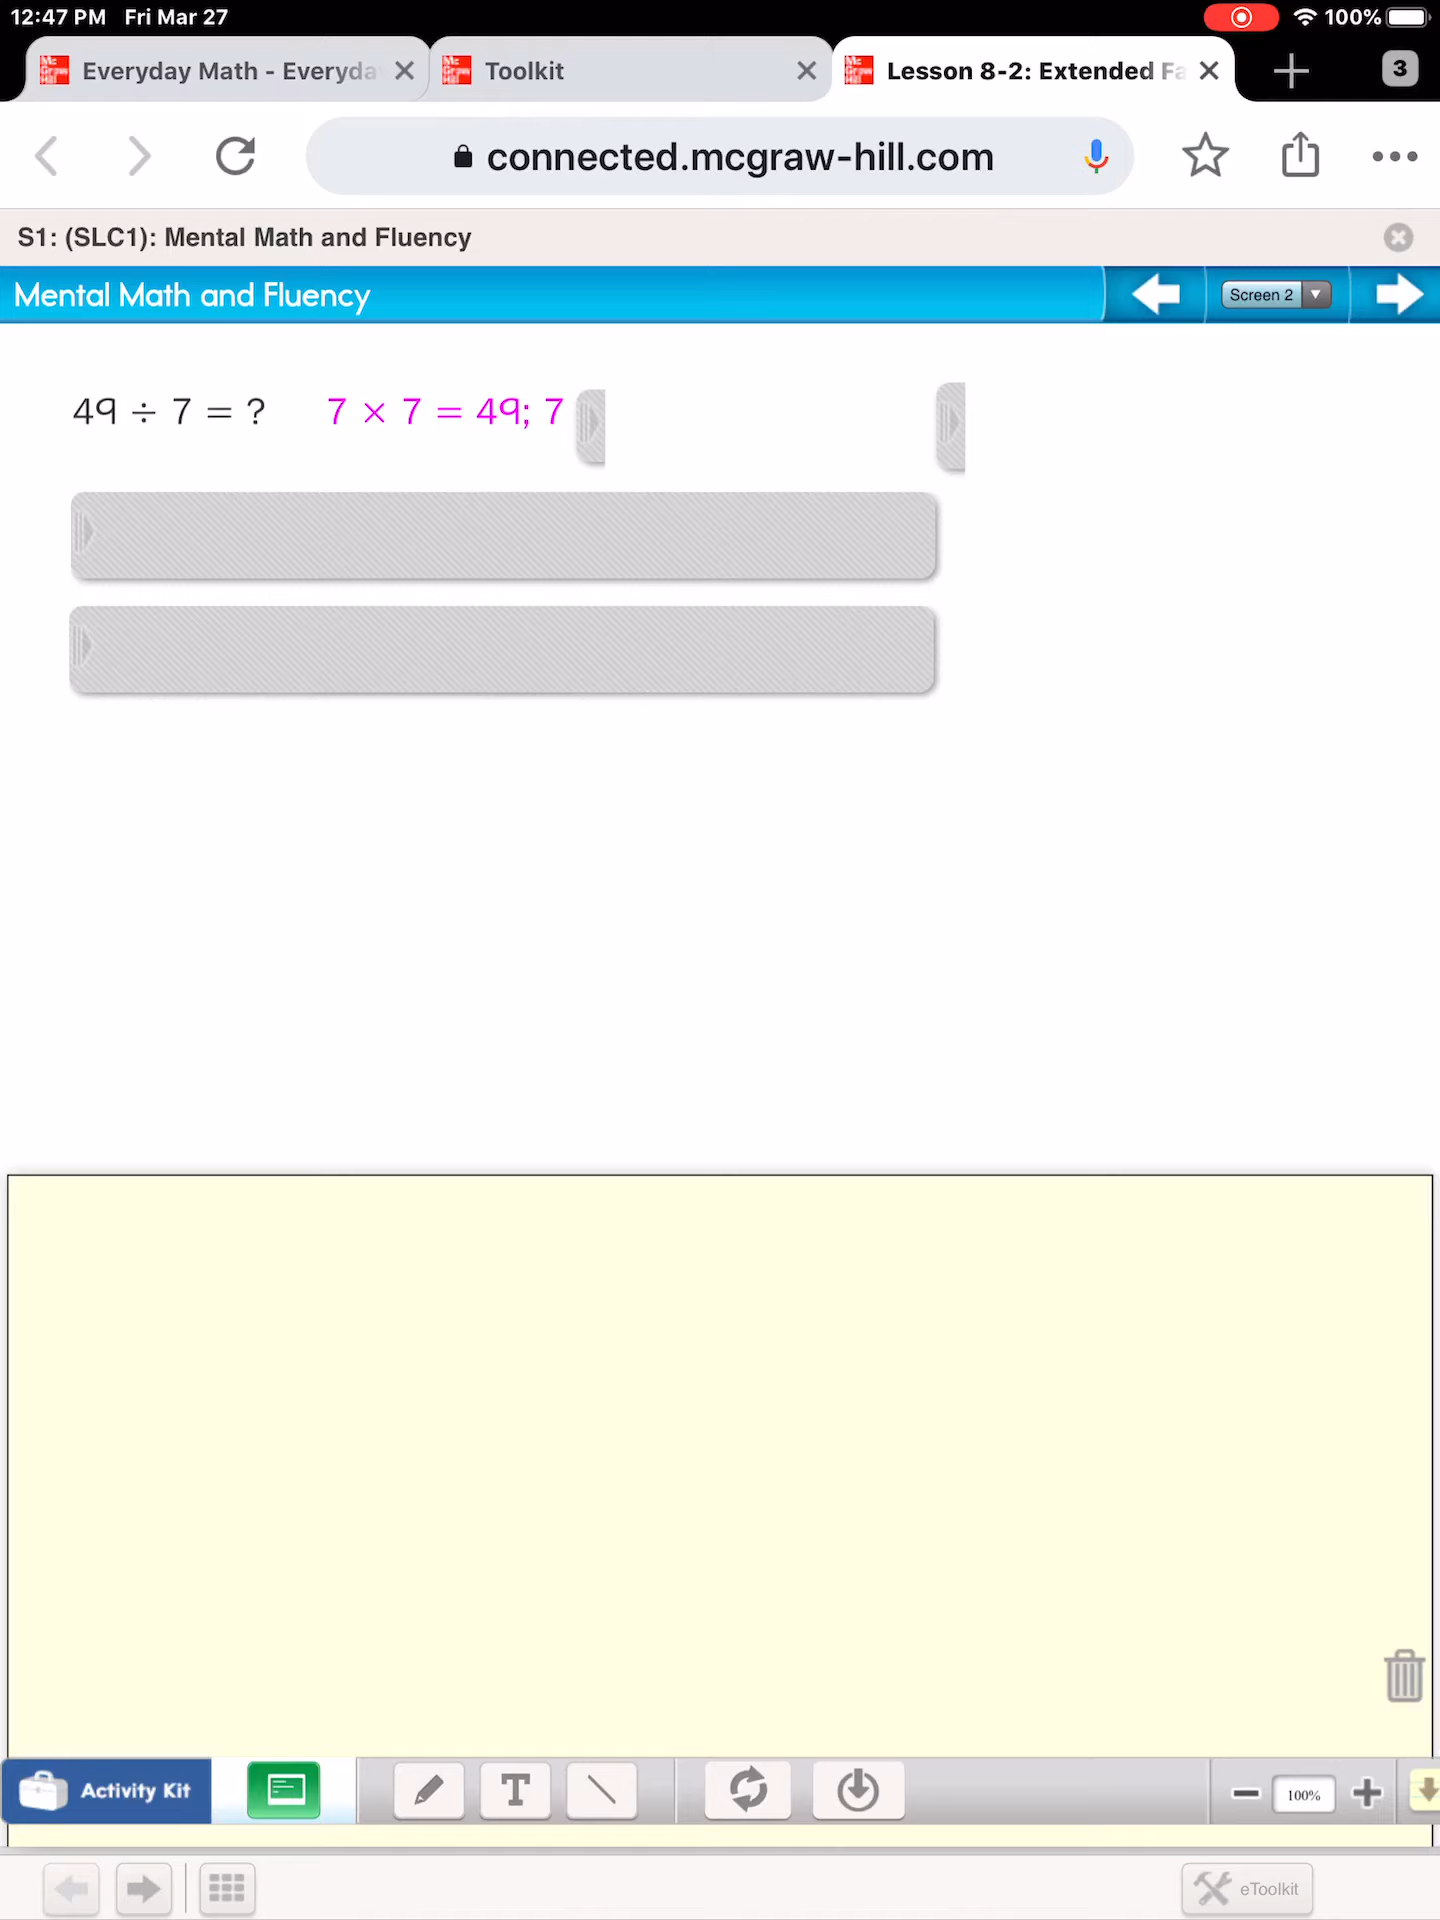 12:47 PM Fri Mar 27 100%
Everyday Math - Everyda Toolkit Lesson 8-2: Extended Fa 3
connected.mcgraw-hill.com
S1: (SLC1): Mental Math and Fluency
Mental Math and Fluency Screen 2
49 ÷ 7 = ? 7 × 7 = 49; 7
Activity Kit T 100%
eToolkit